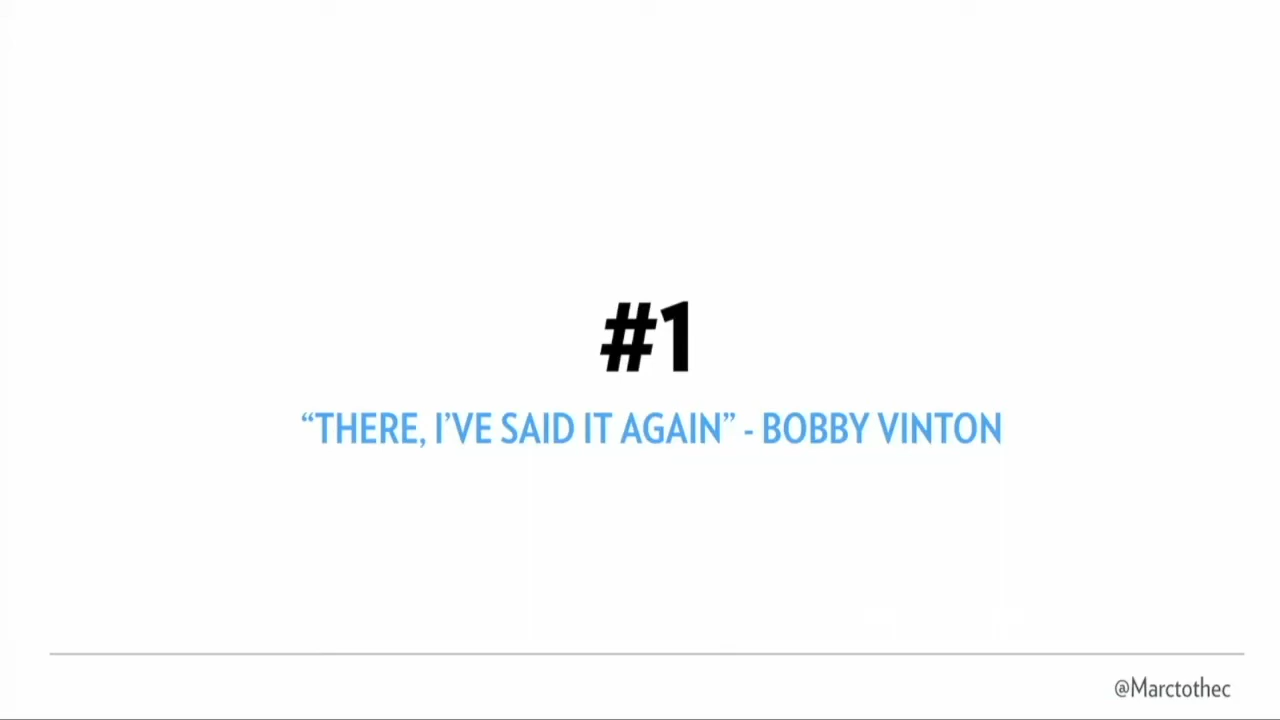 #1
“THERE, I’VE SAID IT AGAIN” - BOBBY VINTON
@Marctothec